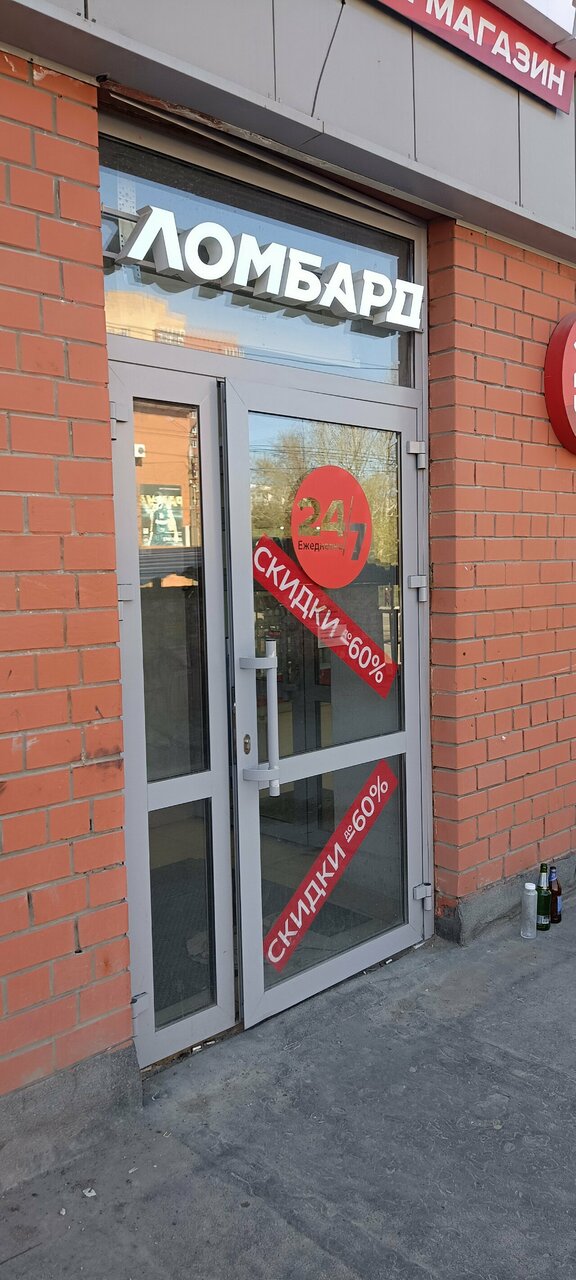 МАГАЗИН
ЛОМБАРД
24/7
Ежедневно
СКИДКИ ДО -60%
СКИДКИ ДО -60%